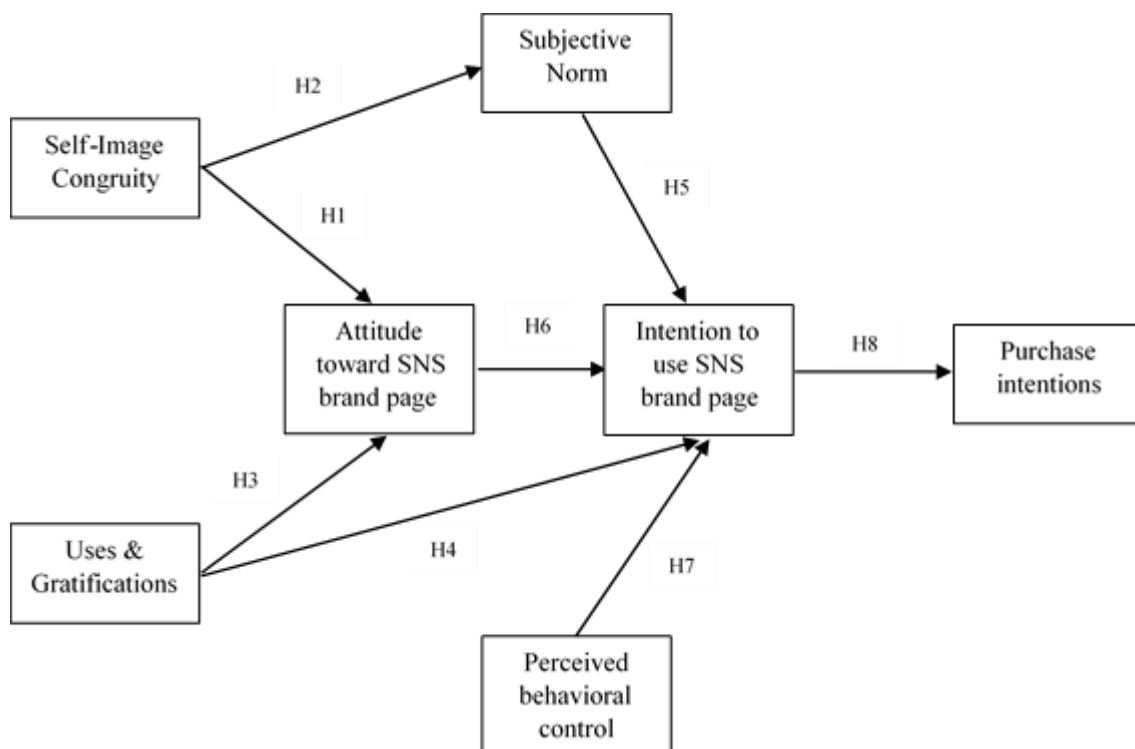 Subjective
Norm
H2
Self-Image
Congruity
H5
H1
Attitude
toward SNS
brand page
H6
Intention to
use SNS
brand page
H8
Purchase
intentions
H3
Uses &
Gratifications
H4
H7
Perceived
behavioral
control